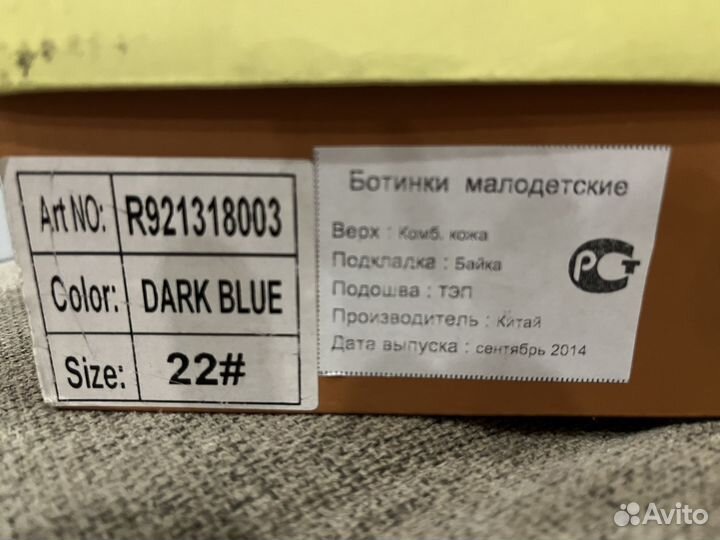 Art NO: R921318003
Color: DARK BLUE
Size: 22#
Ботинки малодетские
Верх : Комб. кожа
Подкладка : Байка
Подошва : ТЭП
Производитель : Китай
Дата выпуска : сентябрь 2014
РСТ
Avito